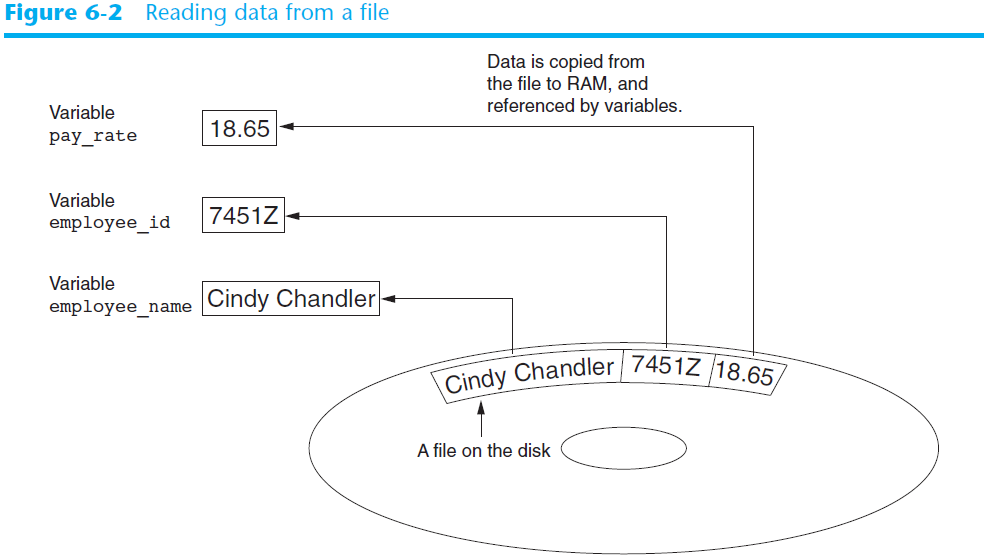 Figure 6-2 Reading data from a file
Data is copied from
the file to RAM, and
referenced by variables.
Variable
pay_rate
18.65
Variable
employee_id
7451Z
Variable
employee_name
Cindy Chandler
Cindy Chandler 7451Z 18.65
A file on the disk